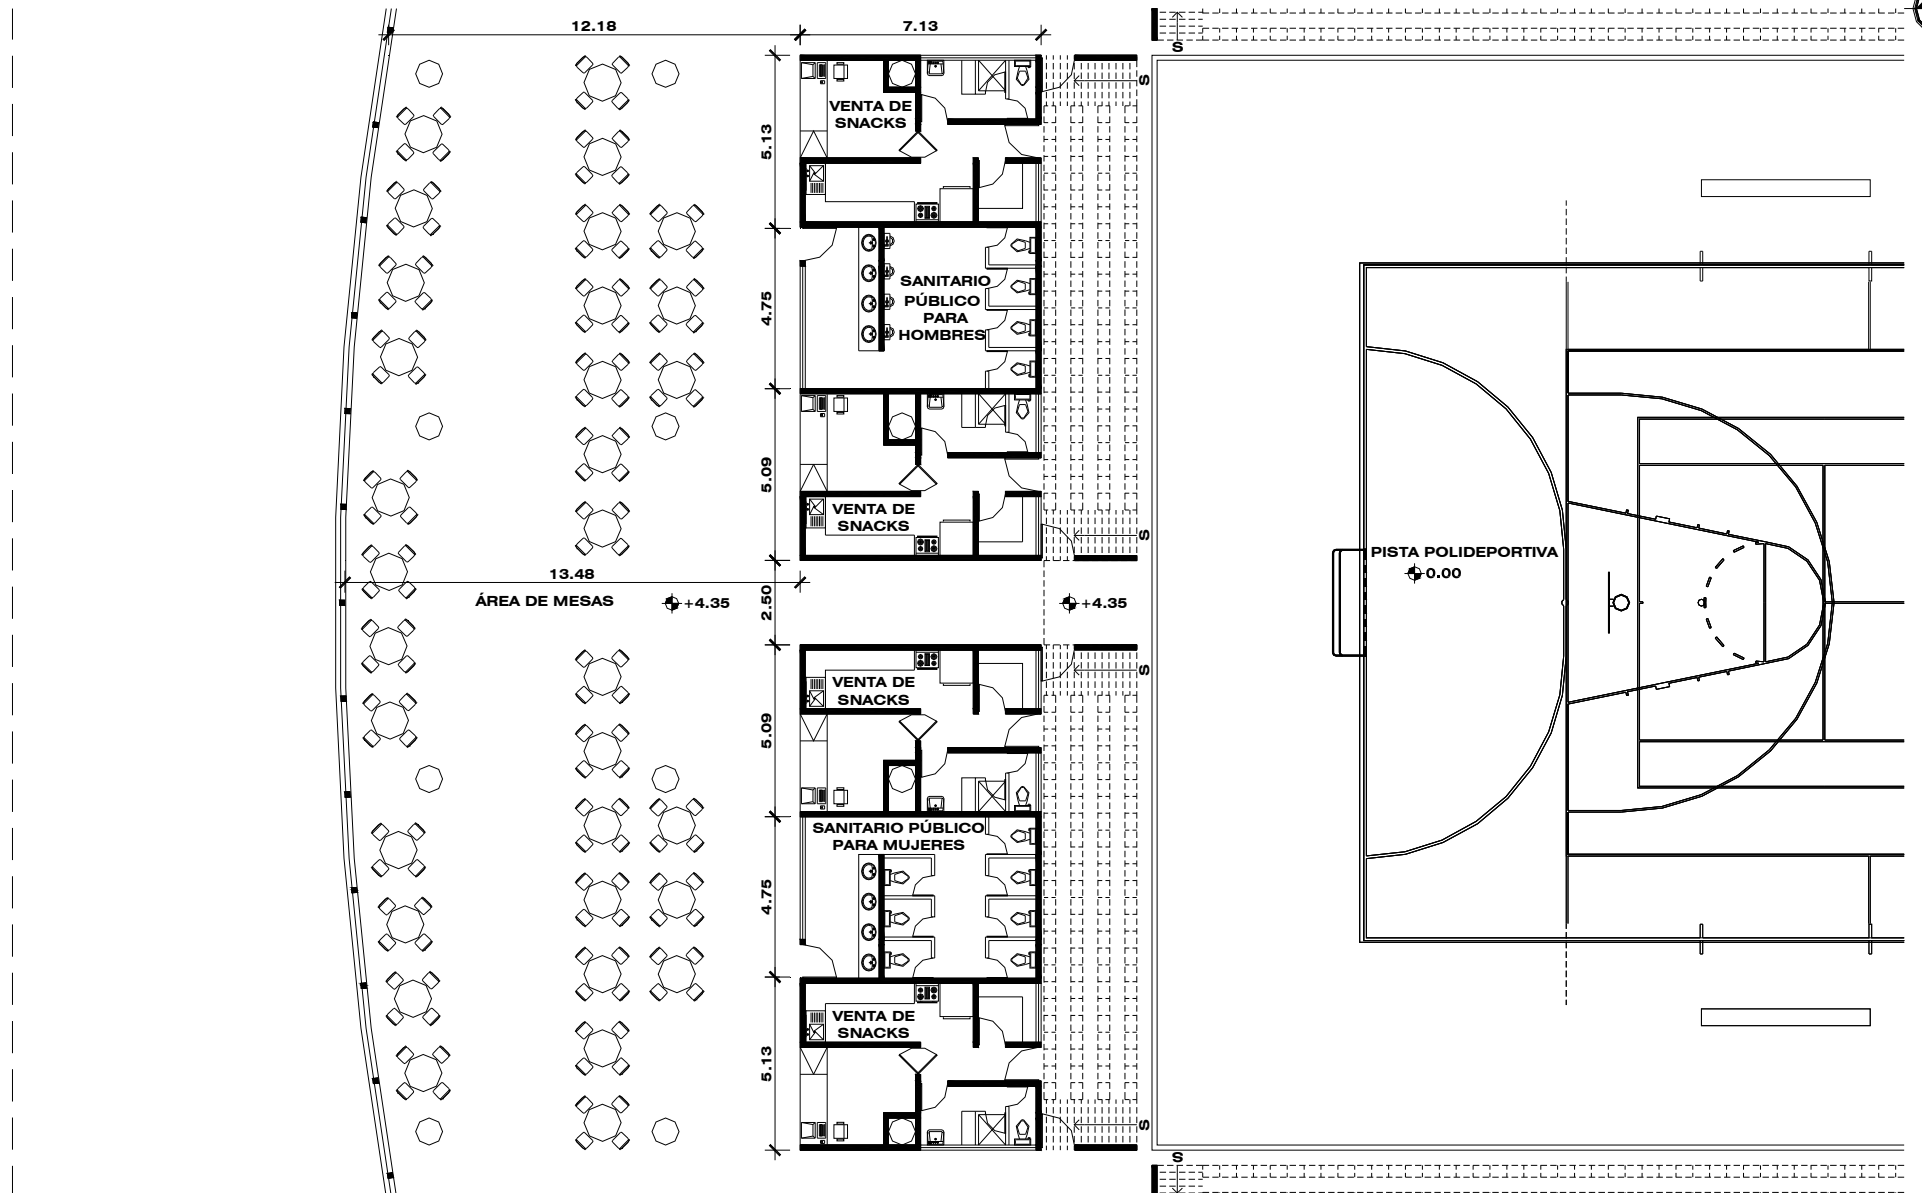 12.18
7.13
S
S
VENTA DE
SNACKS
5.13
SANITARIO
PÚBLICO
PARA
HOMBRES
4.75
5.09
VENTA DE
SNACKS
S
PISTA POLIDEPORTIVA
0.00
13.48
ÁREA DE MESAS
+4.35
2.50
+4.35
S
VENTA DE
SNACKS
5.09
SANITARIO PÚBLICO
PARA MUJERES
4.75
VENTA DE
SNACKS
5.13
S
S